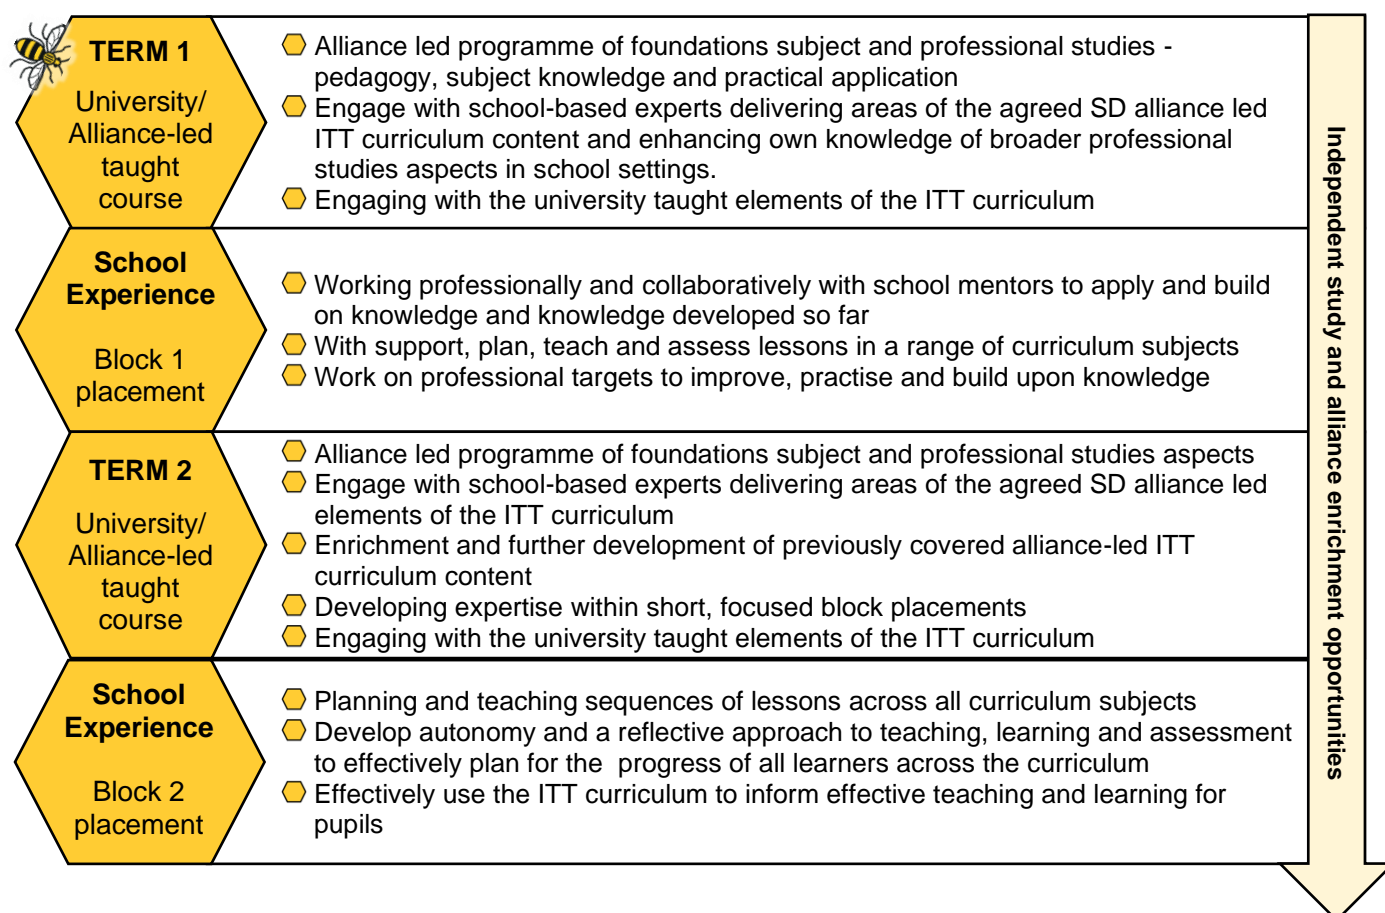 TERM 1
University/
Alliance-led
taught
course
Alliance led programme of foundations subject and professional studies -
pedagogy, subject knowledge and practical application
Engage with school-based experts delivering areas of the agreed SD alliance led
ITT curriculum content and enhancing own knowledge of broader professional
studies aspects in school settings.
Engaging with the university taught elements of the ITT curriculum
School
Experience
Block 1
placement
Working professionally and collaboratively with school mentors to apply and build
on knowledge and knowledge developed so far
With support, plan, teach and assess lessons in a range of curriculum subjects
Work on professional targets to improve, practise and build upon knowledge
TERM 2
University/
Alliance-led
taught
course
Alliance led programme of foundations subject and professional studies aspects
Engage with school-based experts delivering areas of the agreed SD alliance led
elements of the ITT curriculum
Enrichment and further development of previously covered alliance-led ITT
curriculum content
Developing expertise within short, focused block placements
Engaging with the university taught elements of the ITT curriculum
School
Experience
Block 2
placement
Planning and teaching sequences of lessons across all curriculum subjects
Develop autonomy and a reflective approach to teaching, learning and assessment
to effectively plan for the  progress of all learners across the curriculum
Effectively use the ITT curriculum to inform effective teaching and learning for
pupils
Independent study and alliance enrichment opportunities